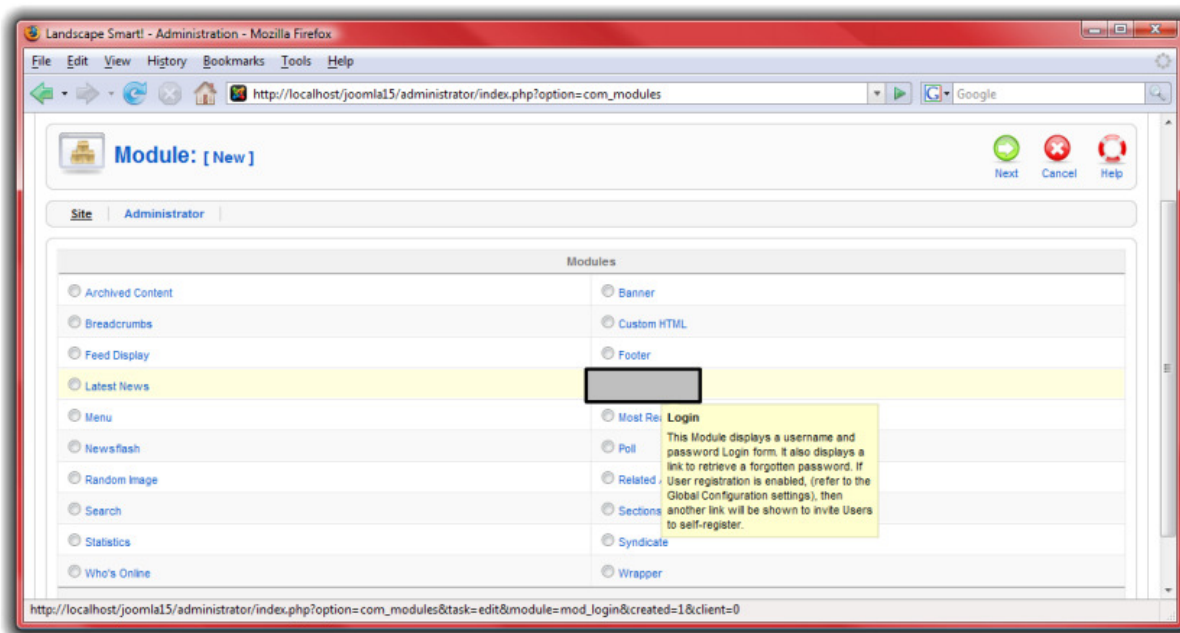 Landscape Smart! - Administration - Mozilla Firefox
File Edit View History Bookmarks Tools Help
http://localhost/joomla15/administrator/index.php?option=com_modules
Google
Module: [ New ]
Next Cancel Help
Site Administrator
Modules
Archived Content Banner
Breadcrumbs Custom HTML
Feed Display Footer
Latest News
Menu Most
Login
This Module displays a username and
password Login form. It also displays a
link to retrieve a forgotten password. If
User registration is enabled, (refer to the
Global Configuration settings), then
another link will be shown to invite Users
to self-register.
Newsflash Poll
Random Image Related
Search Sections
Statistics Syndicate
Who's Online Wrapper
http://localhost/joomla15/administrator/index.php?option=com_modules&task=edit&module=mod_login&created=1&client=0